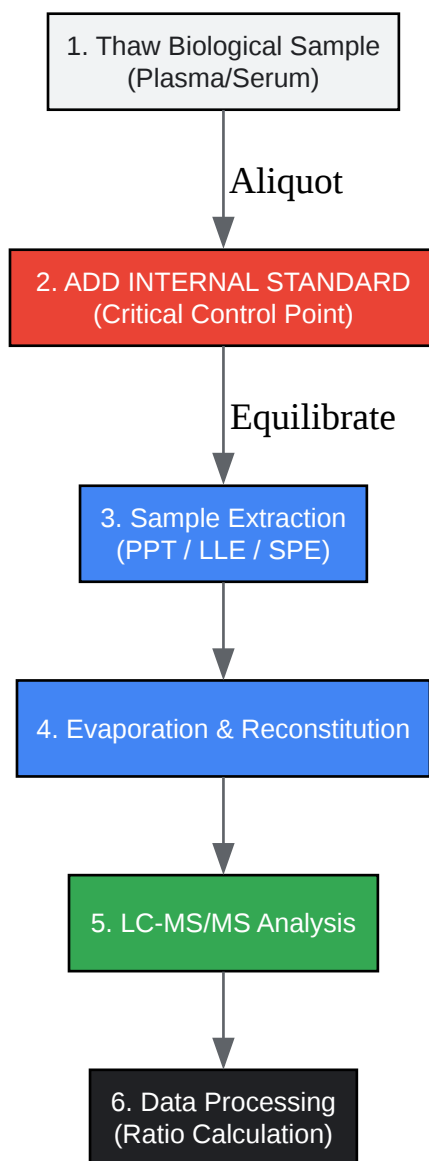 1. Thaw Biological Sample
(Plasma/Serum)
Aliquot
2. ADD INTERNAL STANDARD
(Critical Control Point)
Equilibrate
3. Sample Extraction
(PPT / LLE / SPE)
4. Evaporation & Reconstitution
5. LC-MS/MS Analysis
6. Data Processing
(Ratio Calculation)